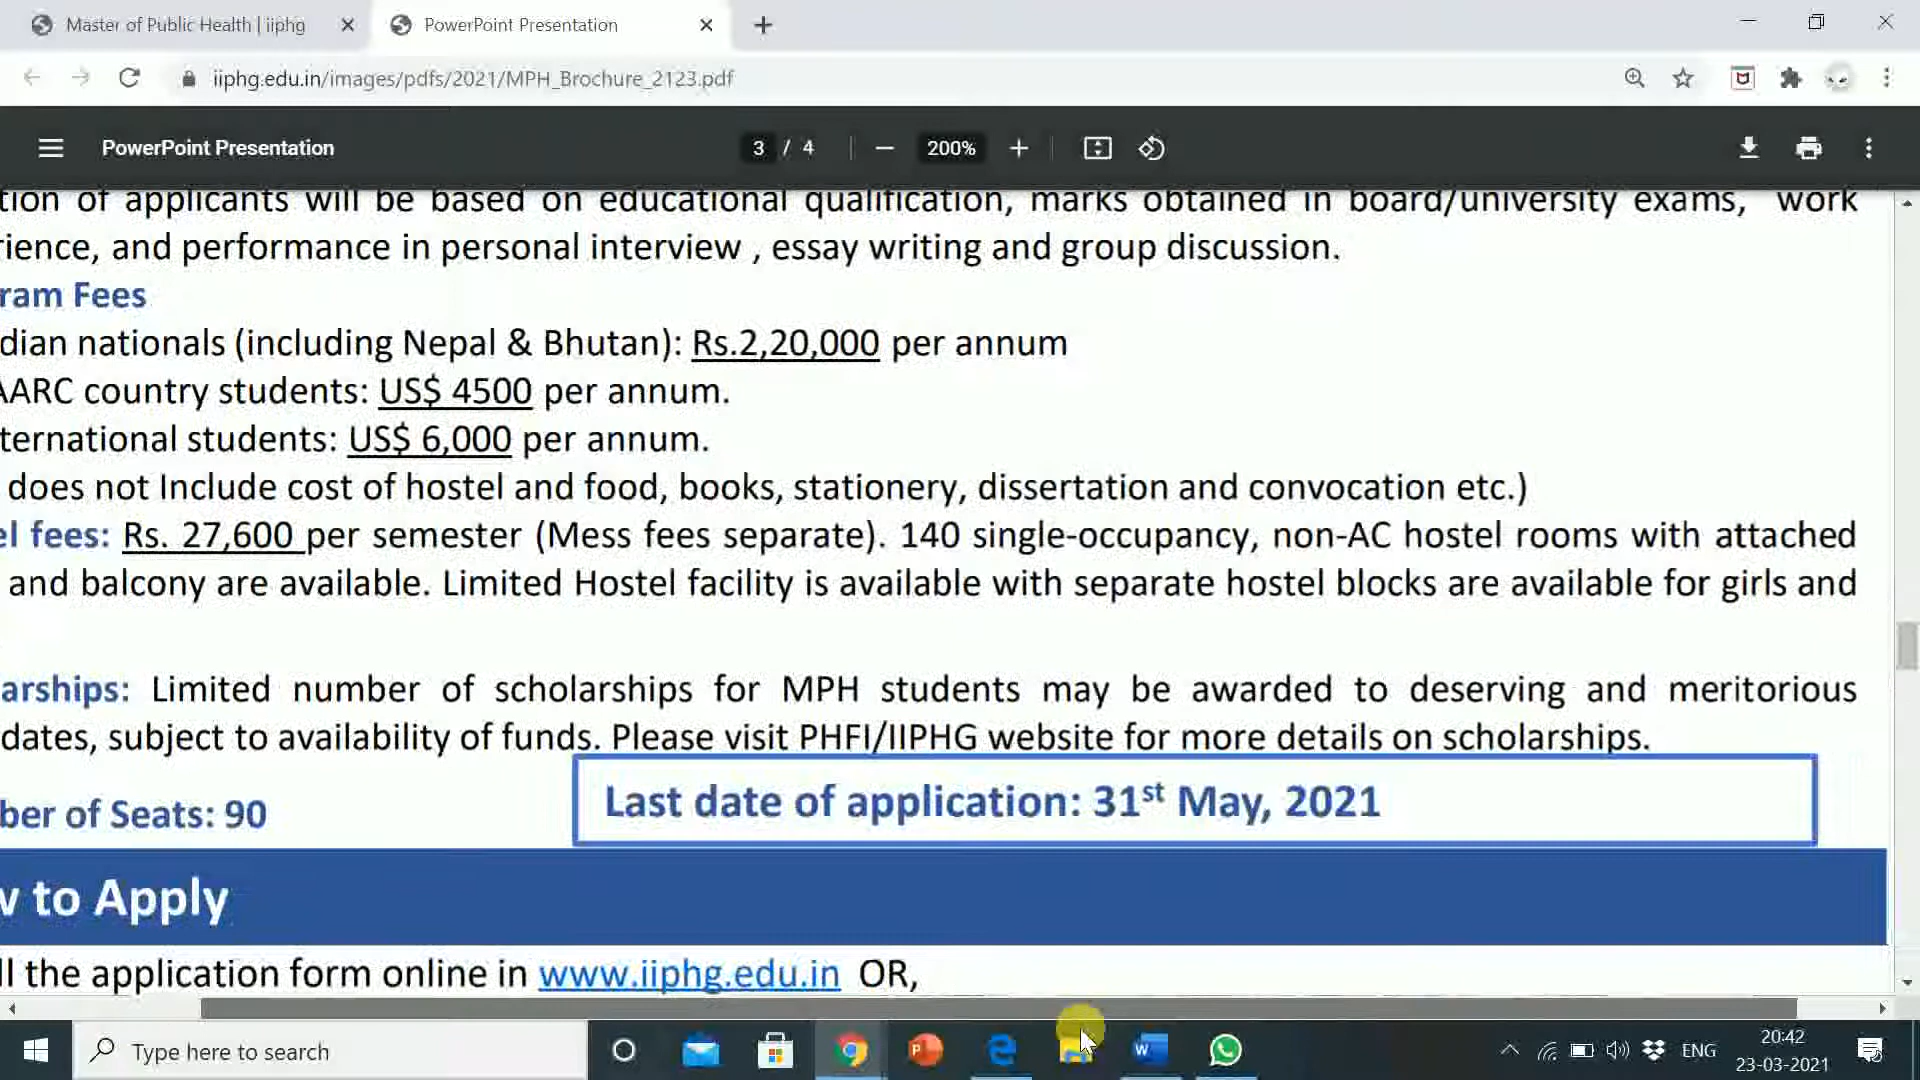 Master of Public Health | iiphg
PowerPoint Presentation
iiphg.edu.in/images/pdfs/2021/MPH_Brochure_2123.pdf
PowerPoint Presentation
3 / 4
200%
tion of applicants will be based on educational qualification, marks obtained in board/university exams, work
rience, and performance in personal interview , essay writing and group discussion.
ram Fees
dian nationals (including Nepal & Bhutan): Rs.2,20,000 per annum
AARC country students: US$ 4500 per annum.
ternational students: US$ 6,000 per annum.
does not Include cost of hostel and food, books, stationery, dissertation and convocation etc.)
el fees: Rs. 27,600 per semester (Mess fees separate). 140 single-occupancy, non-AC hostel rooms with attached
and balcony are available. Limited Hostel facility is available with separate hostel blocks are available for girls and
arships: Limited number of scholarships for MPH students may be awarded to deserving and meritorious
dates, subject to availability of funds. Please visit PHFI/IIPHG website for more details on scholarships.
ber of Seats: 90
Last date of application: 31st May, 2021
w to Apply
ll the application form online in www.iiphg.edu.in OR,
Type here to search
ENG
20:42
23-03-2021